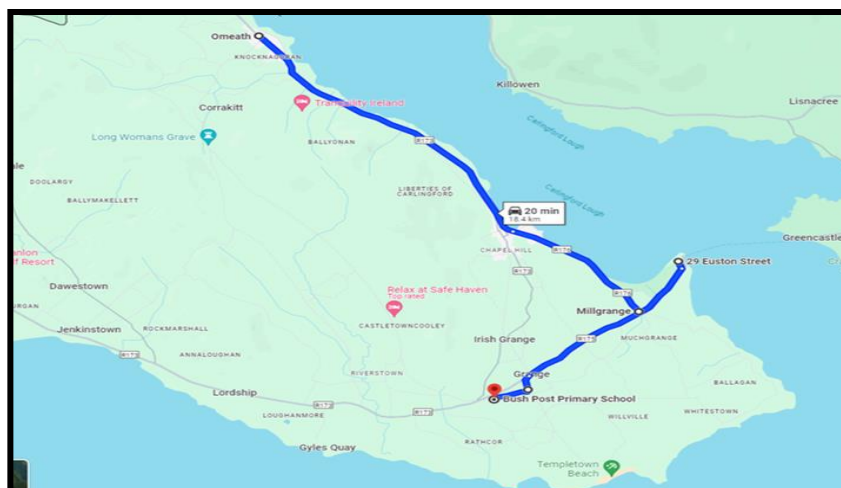 Omeath
KNOCKNAGORAN
Killowen
Lisnacree
Corrakitt
Tranquility Ireland
Long Womans Grave
BALLYONAN
R173
Carlingford Lough
DOOLARGY
BALLYMAKELLETT
LIBERTIES OF
CARLINGFORD
Carlingford Lough
20 min
18.4 km
Greencastle
CHAPEL HILL
R176
29 Euston Street
R173
Dawestown
Relax at Safe Haven
Top rated
R176
Millgrange
Jenkinstown
ROCKMARSHALL
CASTLETOWNCOOLEY
Irish Grange
R175
MUCHGRANGE
R173
ANNALOUGHAN
RIVERSTOWN
Grange
BALLAGAN
Lordship
Bush Post Primary School
R173
R173
LOUGHANMORE
WILLVILLE
WHITESTOWN
Gyles Quay
RATHCOR
Templetown
Beach